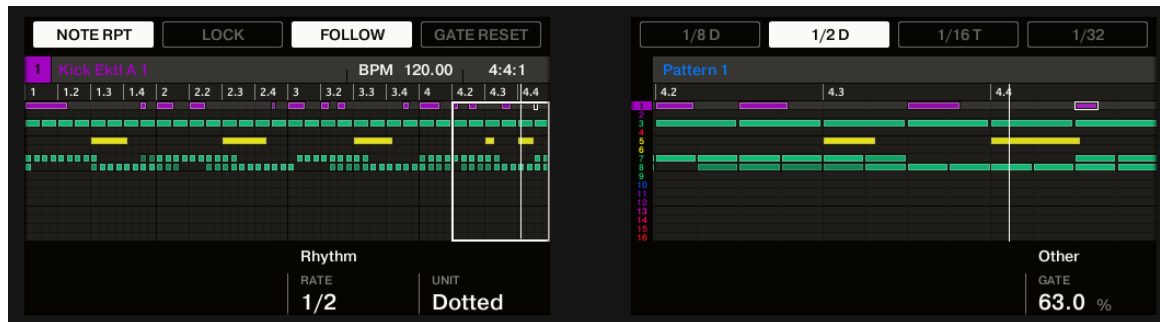 NOTE RPT LOCK FOLLOW GATE RESET
1 Kick Ektl A 1 BPM 120.00 4:4:1
1 1.2 1.3 1.4 2 2.2 2.3 2.4 3 3.2 3.3 3.4 4 4.2 4.3 4.4
Rhythm
RATE UNIT
1/2 Dotted
1/8 D 1/2 D 1/16 T 1/32
Pattern 1
4.2 4.3 4.4
1
2
3
4
5
6
7
8
9
10
11
12
13
14
15
16
Other
GATE
63.0 %